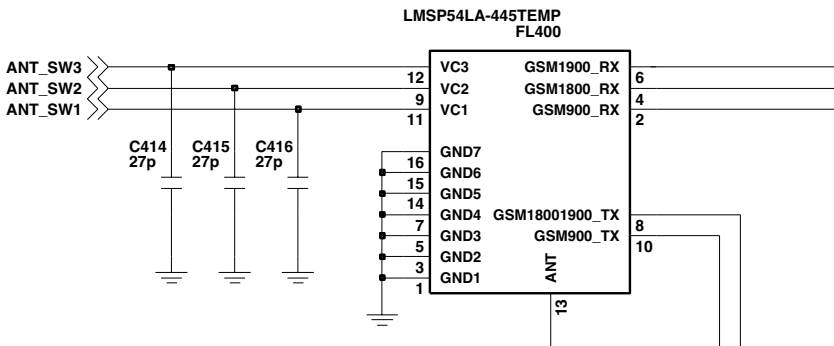 LMSP54LA-445TEMP
FL400
ANT_SW3
ANT_SW2
ANT_SW1
12
9
11
VC3
VC2
VC1
GSM1900_RX
GSM1800_RX
GSM900_RX
6
4
2
C414
27p
C415
27p
C416
27p
GND7
16
GND6
15
GND5
14
GND4
7
GND3
5
GND2
3
GND1
1
GSM18001900_TX
8
GSM900_TX
10
ANT
13